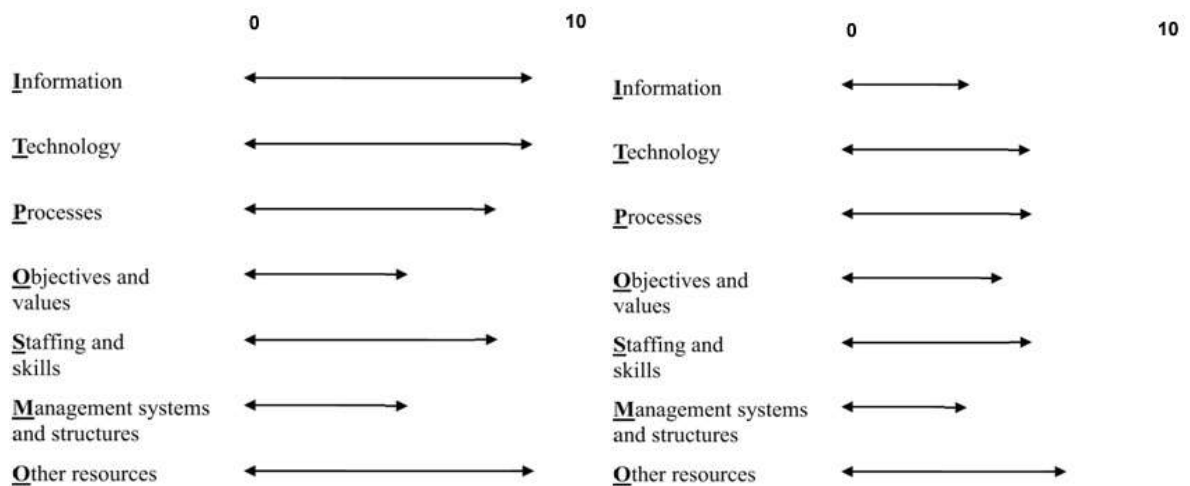 0 10
Information
Technology
Processes
Objectives and
values
Staffing and
skills
Management systems
and structures
Other resources
0 10
Information
Technology
Processes
Objectives and
values
Staffing and
skills
Management systems
and structures
Other resources